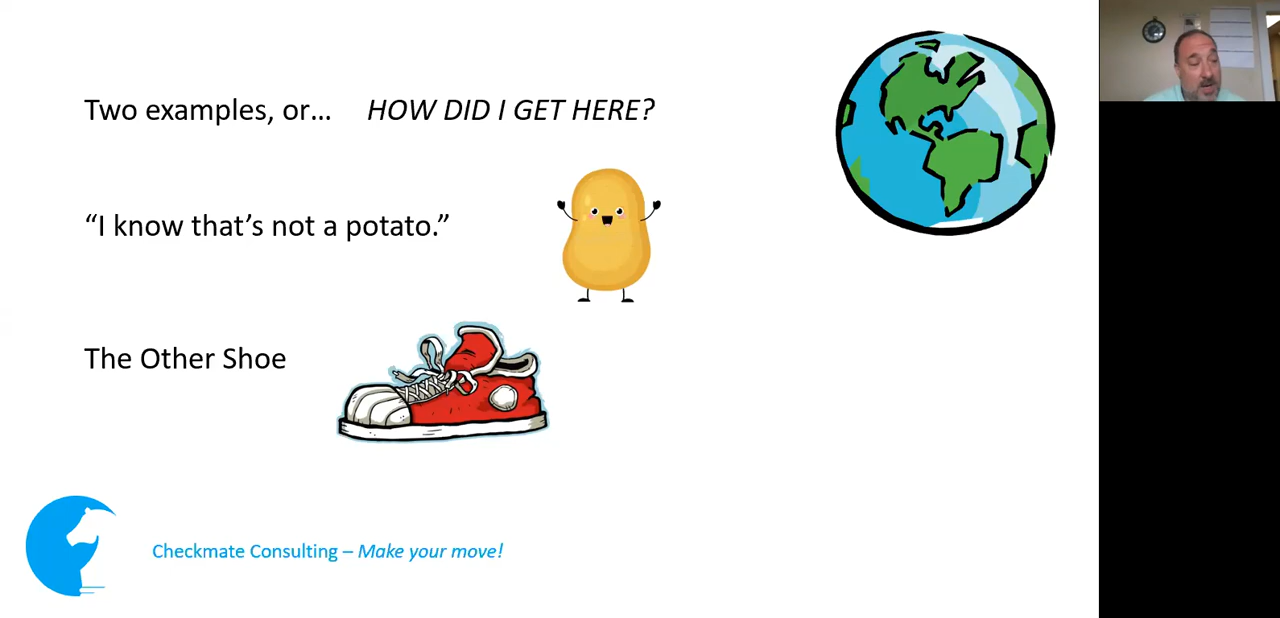 Two examples, or… HOW DID I GET HERE?
“I know that’s not a potato.”
The Other Shoe
Checkmate Consulting – Make your move!